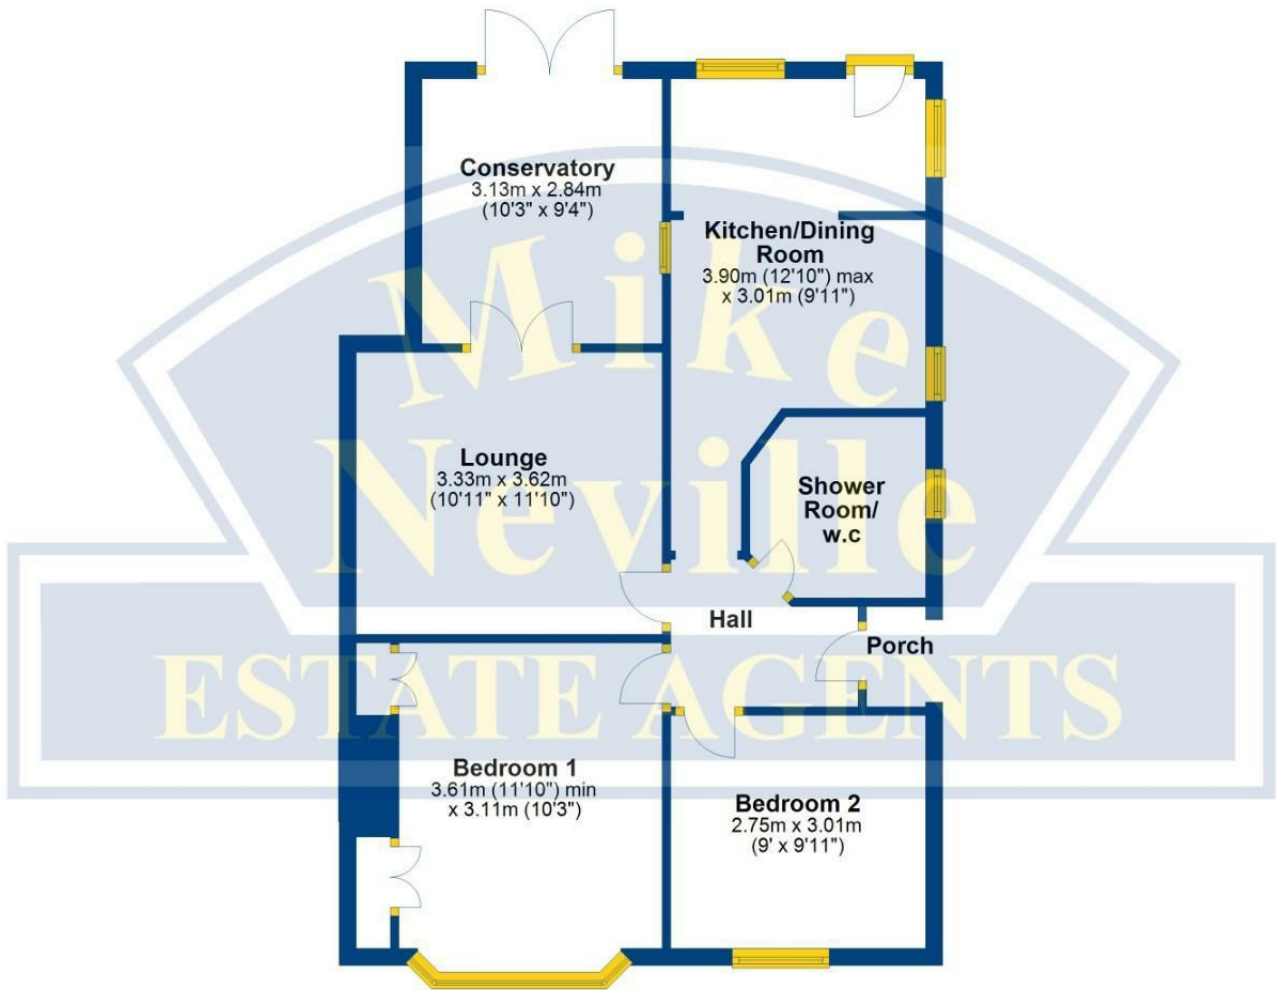 Conservatory
3.13m x 2.84m
(10'3" x 9'4")
Kitchen/Dining
Room
3.90m (12'10") max
x 3.01m (9'11")
Lounge
3.33m x 3.62m
(10'11" x 11'10")
Shower
Room/
w.c
Hall
Porch
Bedroom 1
3.61m (11'10") min
x 3.11m (10'3")
Bedroom 2
2.75m x 3.01m
(9' x 9'11")
Mike
Neville
ESTATE AGENTS